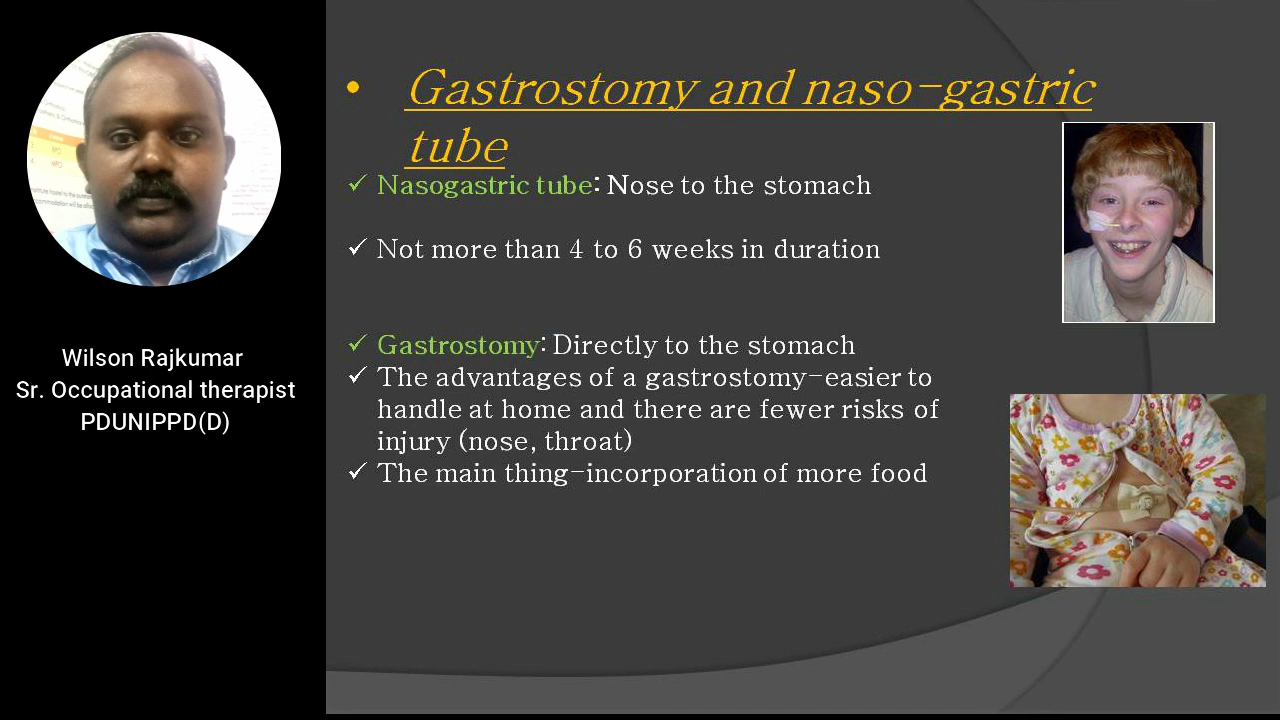 Wilson Rajkumar
Sr. Occupational therapist
PDUNIPPD(D)
• Gastrostomy and naso-gastric
tube
✓ Nasogastric tube: Nose to the stomach
✓ Not more than 4 to 6 weeks in duration
✓ Gastrostomy: Directly to the stomach
✓ The advantages of a gastrostomy-easier to
handle at home and there are fewer risks of
injury (nose, throat)
✓ The main thing-incorporation of more food